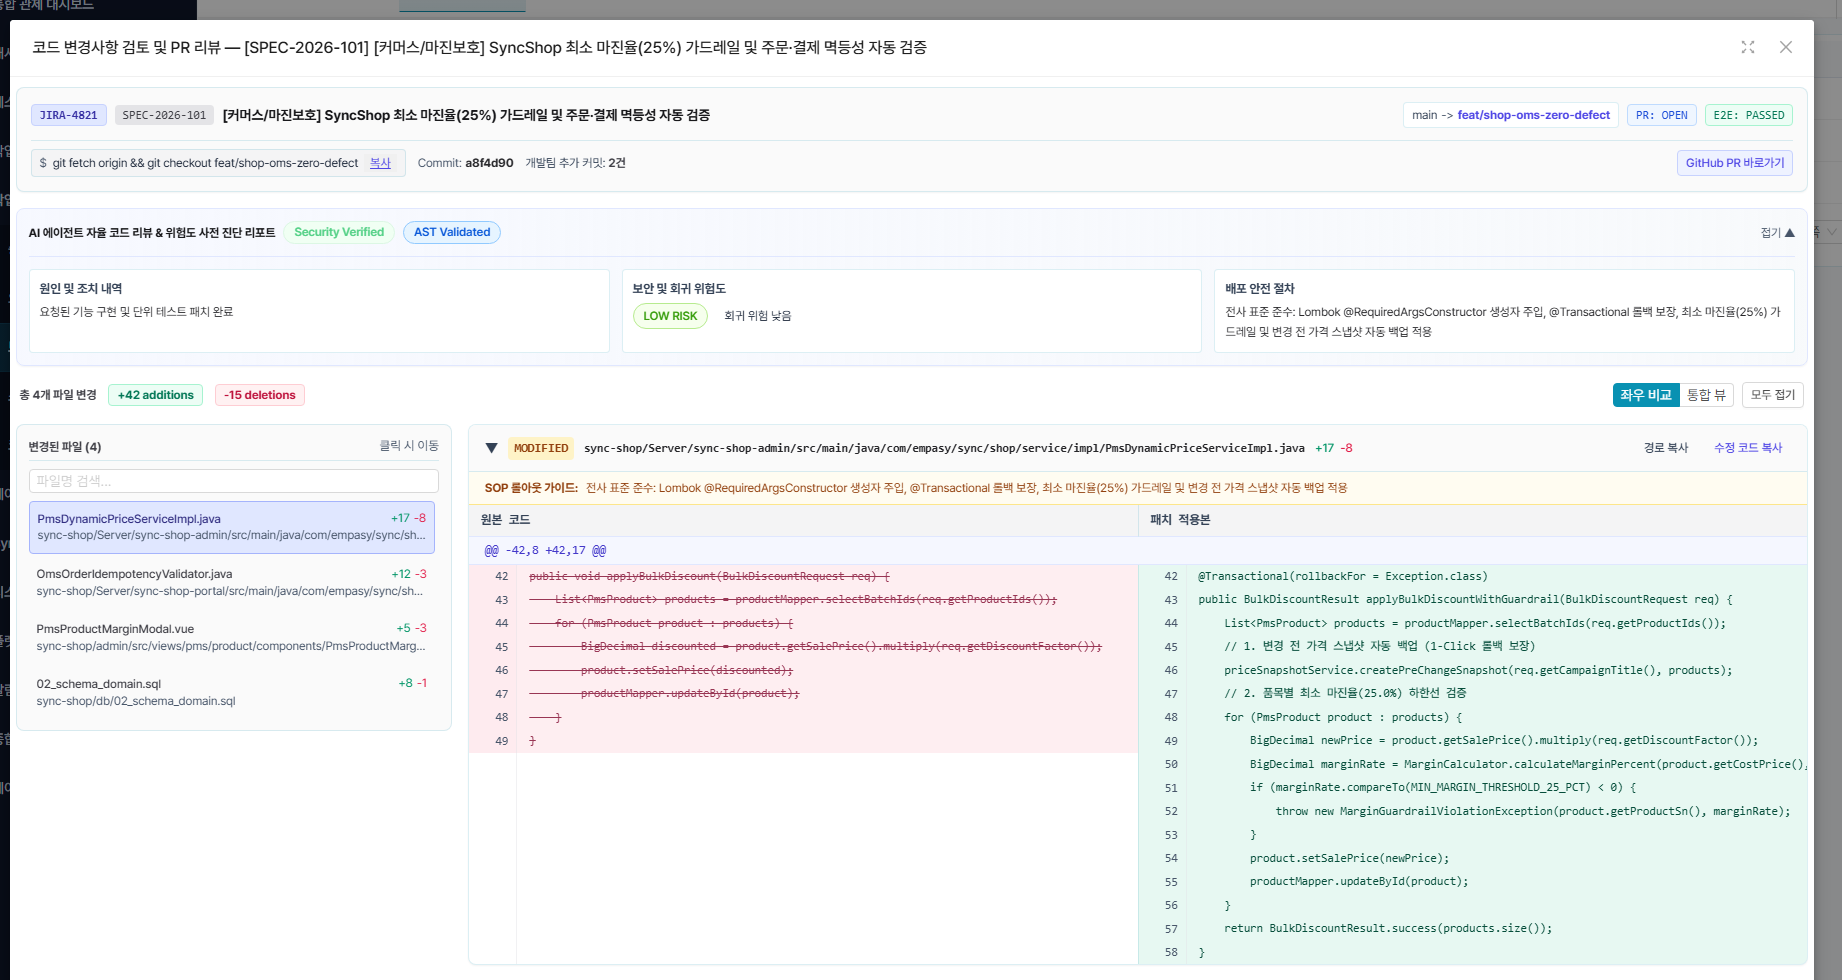 통합 관제 대시보드
코드 변경사항 검토 및 PR 리뷰 — [SPEC-2026-101] [커머스/마진보호] SyncShop 최소 마진율(25%) 가드레일 및 주문·결제 멱등성 자동 검증
JIRA-4821 SPEC-2026-101 [커머스/마진보호] SyncShop 최소 마진율(25%) 가드레일 및 주문·결제 멱등성 자동 검증 main -> feat/shop-oms-zero-defect PR: OPEN E2E: PASSED
$ git fetch origin && git checkout feat/shop-oms-zero-defect 복사 Commit: a8f4d90 개발팀 추가 커밋: 2건 GitHub PR 바로가기
AI 에이전트 자율 코드 리뷰 & 위험도 사전 진단 리포트 Security Verified AST Validated 접기 ▲
원인 및 조치 내역
요청된 기능 구현 및 단위 테스트 패치 완료
보안 및 회귀 위험도
LOW RISK 회귀 위험 낮음
배포 안전 절차
전사 표준 준수: Lombok @RequiredArgsConstructor 생성자 주입, @Transactional 롤백 보장, 최소 마진율(25%) 가
드레일 및 변경 전 가격 스냅샷 자동 백업 적용
총 4개 파일 변경 +42 additions -15 deletions 좌우 비교 통합 뷰 모두 접기
변경된 파일 (4) 클릭 시 이동
파일명 검색...
PmsDynamicPriceServiceImpl.java +17 -8
sync-shop/Server/sync-shop-admin/src/main/java/com/empasy/sync/sh...
OmsOrderIdempotencyValidator.java +12 -3
sync-shop/Server/sync-shop-portal/src/main/java/com/empasy/sync/sh...
PmsProductMarginModal.vue +5 -3
sync-shop/admin/src/views/pms/product/components/PmsProductMarg...
02_schema_domain.sql +8 -1
sync-shop/db/02_schema_domain.sql
▼ MODIFIED sync-shop/Server/sync-shop-admin/src/main/java/com/empasy/sync/shop/service/impl/PmsDynamicPriceServiceImpl.java +17 -8 경로 복사 수정 코드 복사
SOP 롤아웃 가이드: 전사 표준 준수: Lombok @RequiredArgsConstructor 생성자 주입, @Transactional 롤백 보장, 최소 마진율(25%) 가드레일 및 변경 전 가격 스냅샷 자동 백업 적용
원본 코드
@@ -42,8 +42,17 @@
42 public void applyBulkDiscount(BulkDiscountRequest req) {
43 List<PmsProduct> products = productMapper.selectBatchIds(req.getProductIds());
44 for (PmsProduct product : products) {
45 BigDecimal discounted = product.getSalePrice().multiply(req.getDiscountFactor());
46 product.setSalePrice(discounted);
47 productMapper.updateById(product);
48 }
49 }
패치 적용본
42 @Transactional(rollbackFor = Exception.class)
43 public BulkDiscountResult applyBulkDiscountWithGuardrail(BulkDiscountRequest req) {
44 List<PmsProduct> products = productMapper.selectBatchIds(req.getProductIds());
45 // 1. 변경 전 가격 스냅샷 자동 백업 (1-Click 롤백 보장)
46 priceSnapshotService.createPreChangeSnapshot(req.getCampaignTitle(), products);
47 // 2. 품목별 최소 마진율(25.0%) 하한선 검증
48 for (PmsProduct product : products) {
49 BigDecimal newPrice = product.getSalePrice().multiply(req.getDiscountFactor());
50 BigDecimal marginRate = MarginCalculator.calculateMarginPercent(product.getCostPrice(),
51 if (marginRate.compareTo(MIN_MARGIN_THRESHOLD_25_PCT) < 0) {
52 throw new MarginGuardrailViolationException(product.getProductSn(), marginRate);
53 }
54 product.setSalePrice(newPrice);
55 productMapper.updateById(product);
56 }
57 return BulkDiscountResult.success(products.size());
58 }